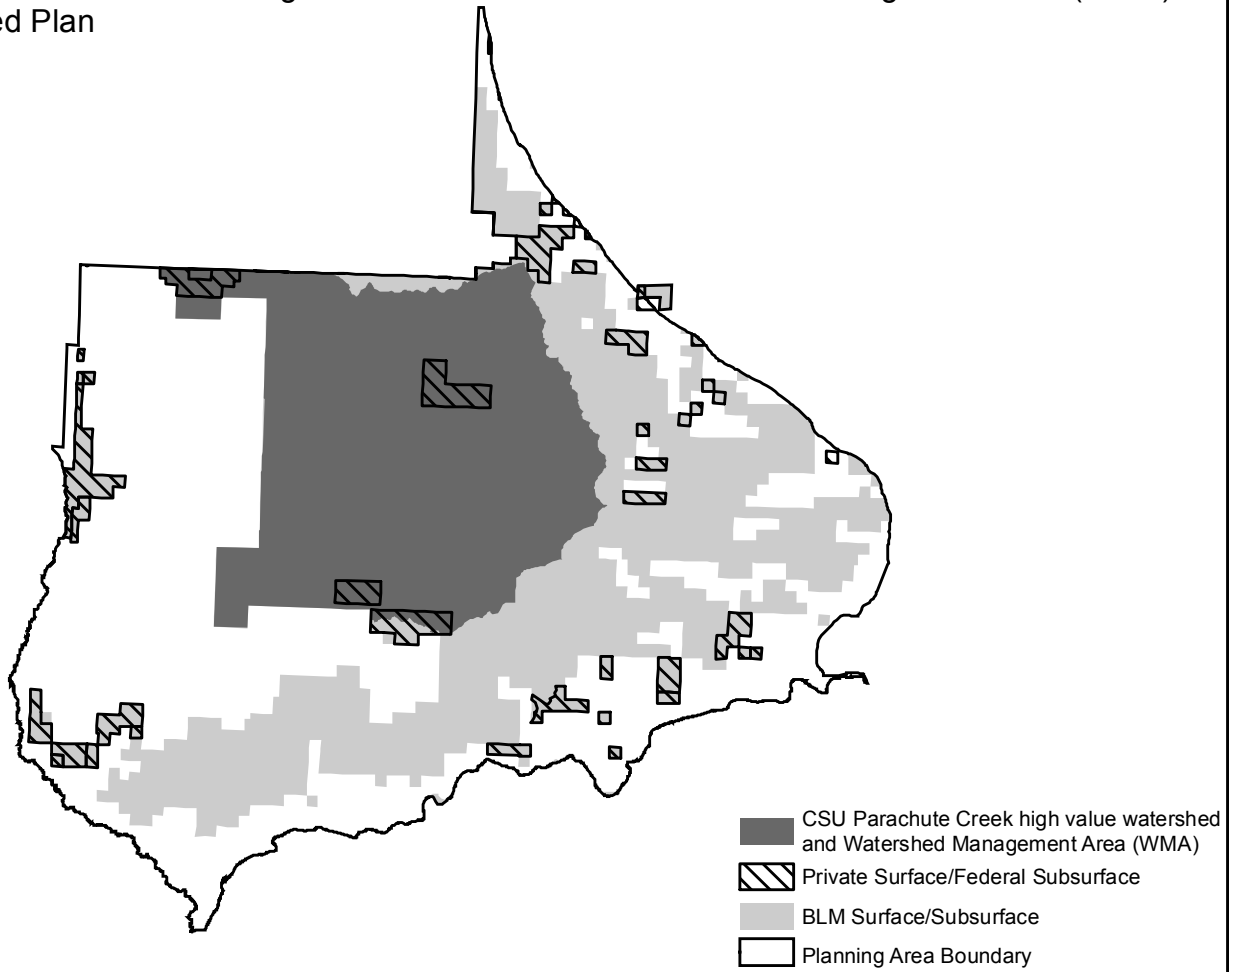 ed Plan
CSU Parachute Creek high value watershed
and Watershed Management Area (WMA)
Private Surface/Federal Subsurface
BLM Surface/Subsurface
Planning Area Boundary